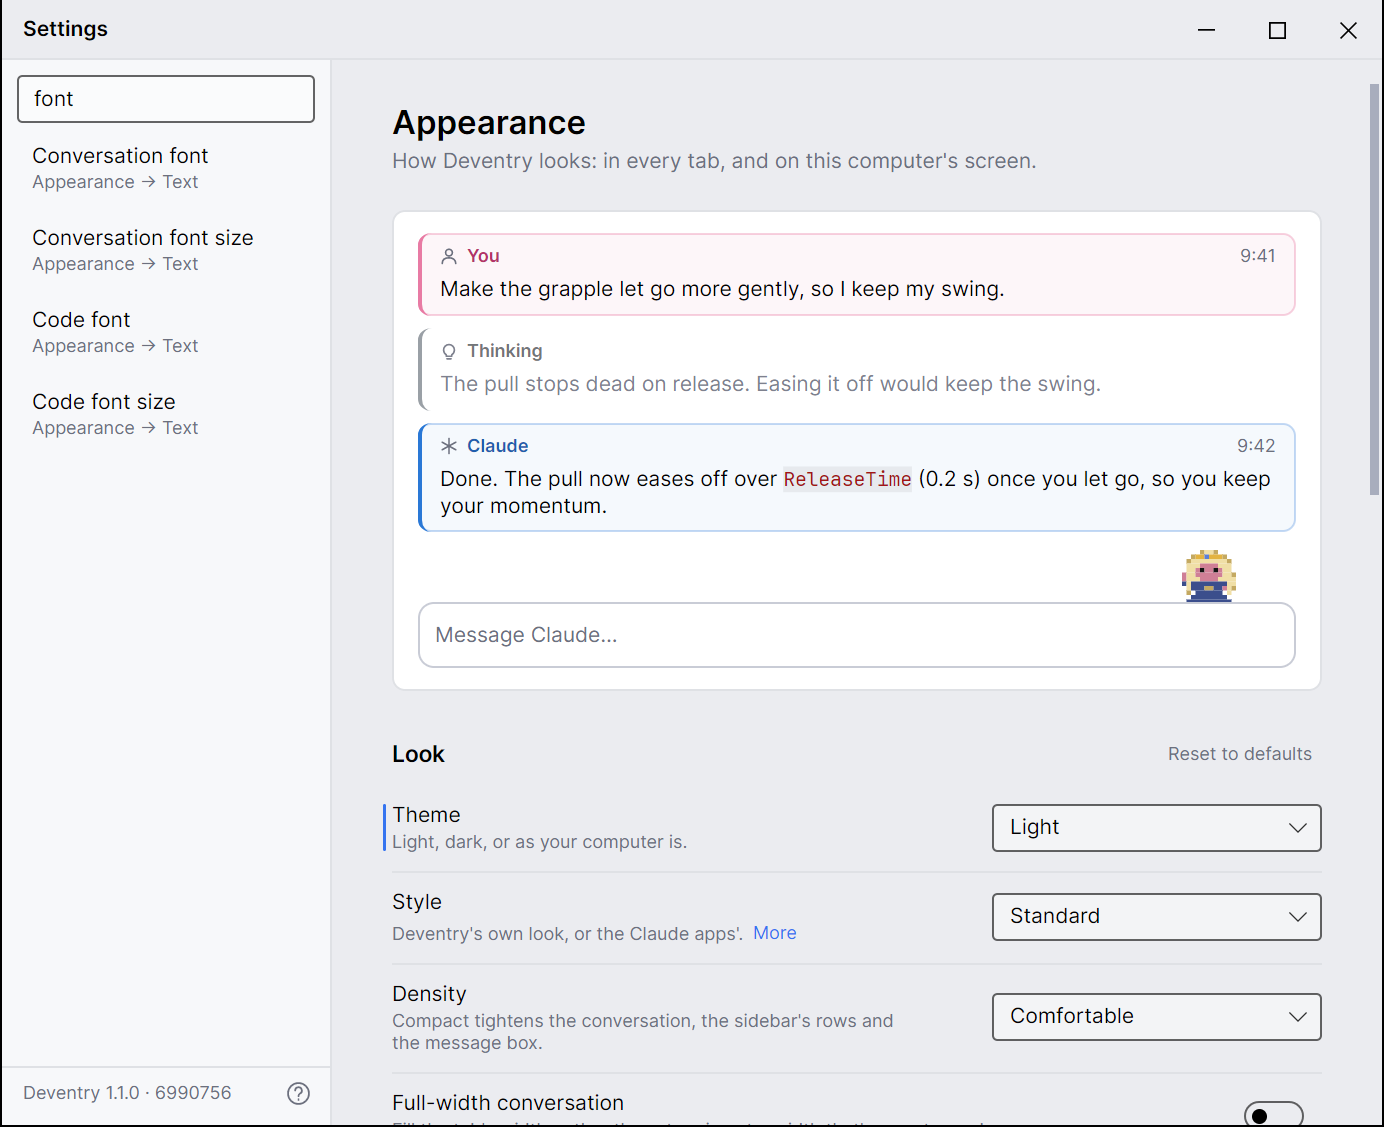 Settings
font
Conversation font
Appearance → Text
Conversation font size
Appearance → Text
Code font
Appearance → Text
Code font size
Appearance → Text
Deventry 1.1.0 · 6990756
Appearance
How Deventry looks: in every tab, and on this computer's screen.
You 9:41
Make the grapple let go more gently, so I keep my swing.
Thinking
The pull stops dead on release. Easing it off would keep the swing.
Claude 9:42
Done. The pull now eases off over ReleaseTime (0.2 s) once you let go, so you keep
your momentum.
Message Claude...
Look Reset to defaults
Theme
Light, dark, or as your computer is.
Light
Style
Deventry's own look, or the Claude apps'. More
Standard
Density
Compact tightens the conversation, the sidebar's rows and
the message box.
Comfortable
Full-width conversation